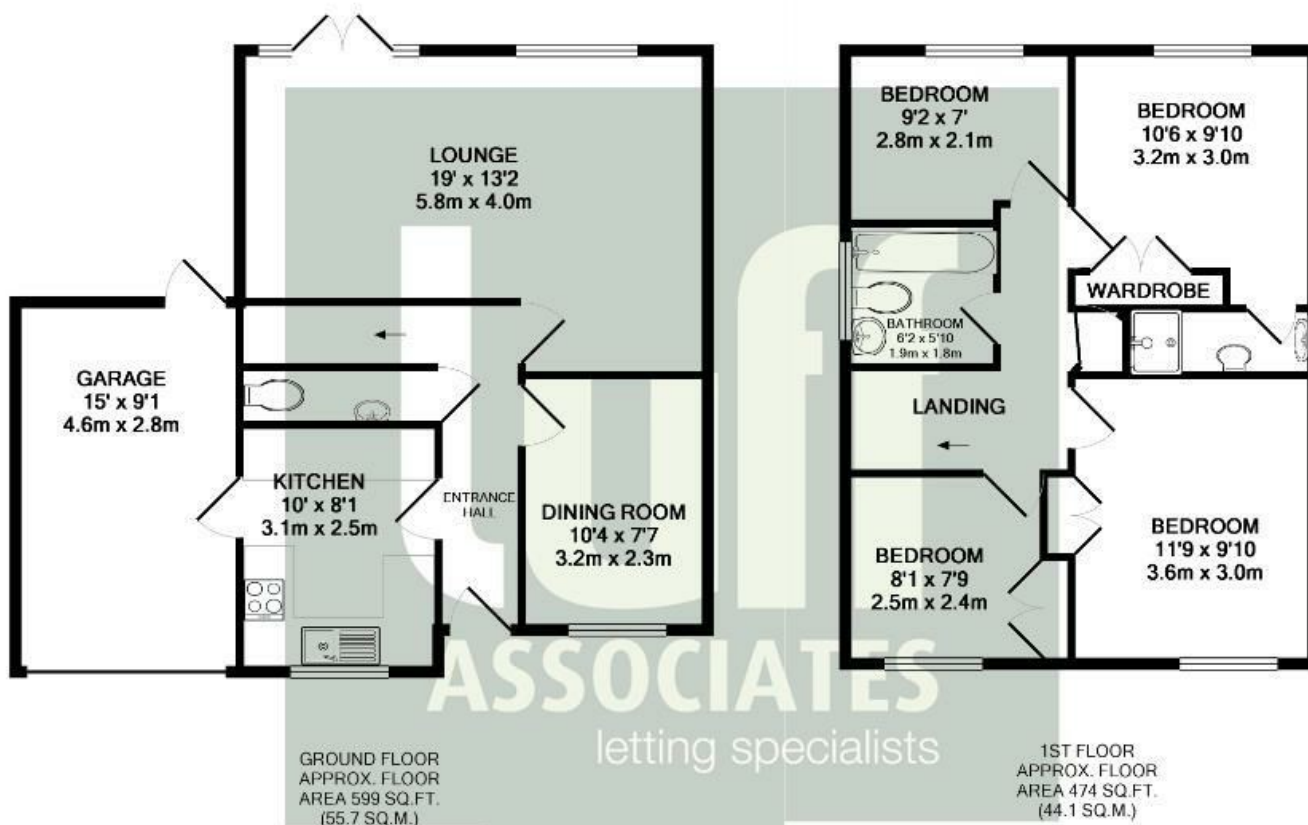 LOUNGE
19' x 13'2
5.8m x 4.0m
GARAGE
15' x 9'1
4.6m x 2.8m
KITCHEN
10' x 8'1
3.1m x 2.5m
ENTRANCE
HALL
DINING ROOM
10'4 x 7'7
3.2m x 2.3m
GROUND FLOOR
APPROX. FLOOR
AREA 599 SQ.FT.
(55.7 SQ.M.)
BEDROOM
9'2 x 7'
2.8m x 2.1m
BEDROOM
10'6 x 9'10
3.2m x 3.0m
WARDROBE
BATHROOM
6'2 x 5'10
1.9m x 1.8m
LANDING
BEDROOM
8'1 x 7'9
2.5m x 2.4m
BEDROOM
11'9 x 9'10
3.6m x 3.0m
1ST FLOOR
APPROX. FLOOR
AREA 474 SQ.FT.
(44.1 SQ.M.)
luff
ASSOCIATES
letting specialists